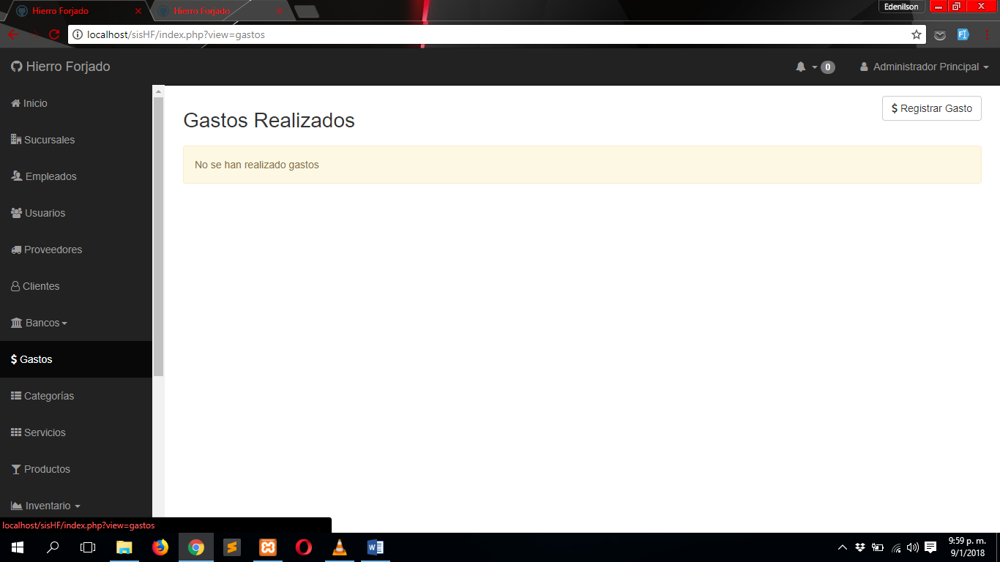 Hierro Forjado
Hierro Forjado
Edenilson
localhost/sisHF/index.php?view=gastos
Hierro Forjado
0
Administrador Principal
Inicio
Sucursales
Empleados
Usuarios
Proveedores
Clientes
Bancos
$ Gastos
Categorías
Servicios
Productos
Inventario
Gastos Realizados
$ Registrar Gasto
No se han realizado gastos
localhost/sisHF/index.php?view=gastos
9:59 p. m.
9/1/2018